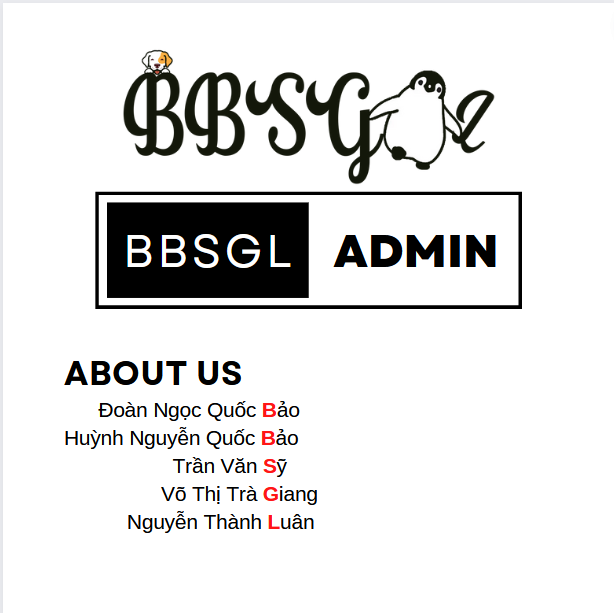 BBSGL
BBSGL ADMIN
ABOUT US
Đoàn Ngọc Quốc Bảo
Huỳnh Nguyễn Quốc Bảo
Trần Văn Sỹ
Võ Thị Trà Giang
Nguyễn Thành Luân